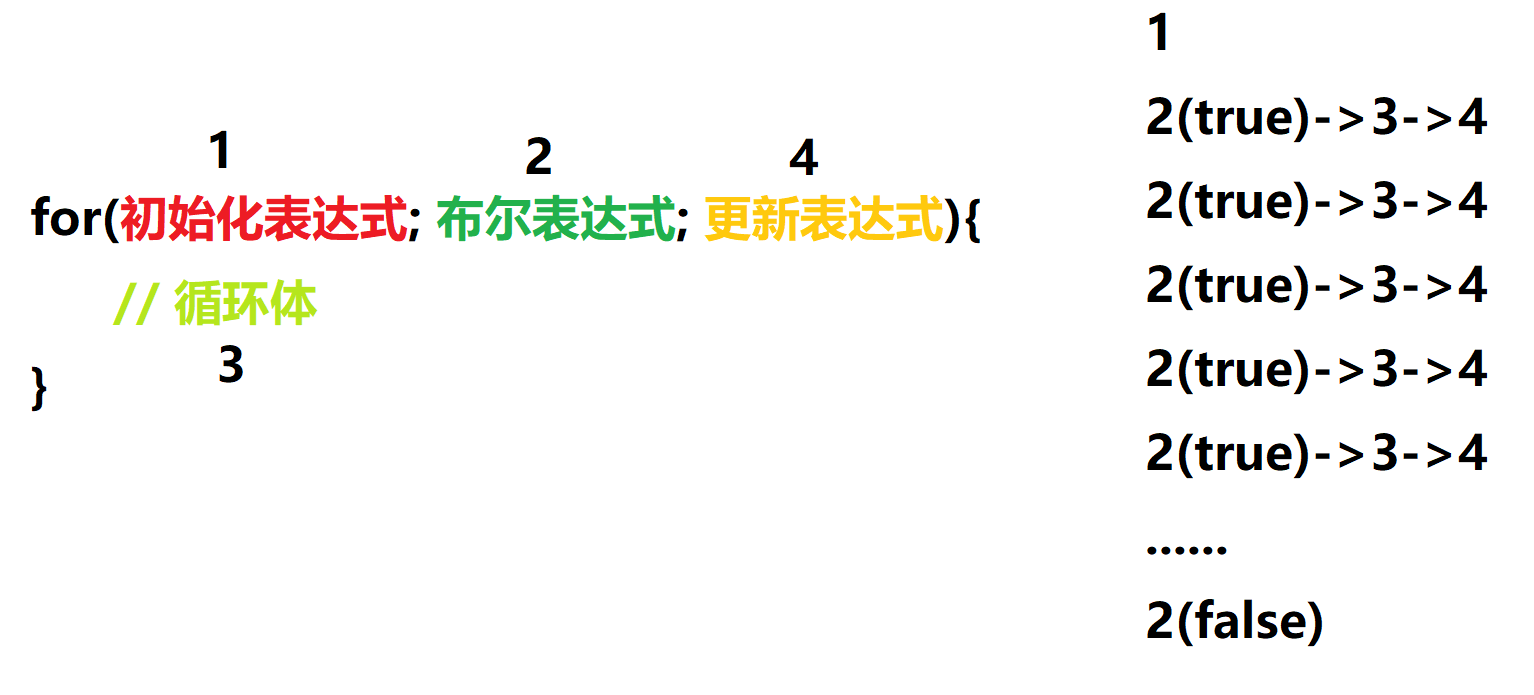 1 2 4
for(初始化表达式; 布尔表达式; 更新表达式){
// 循环体
3
}
1
2(true)->3->4
2(true)->3->4
2(true)->3->4
2(true)->3->4
2(true)->3->4
......
2(false)